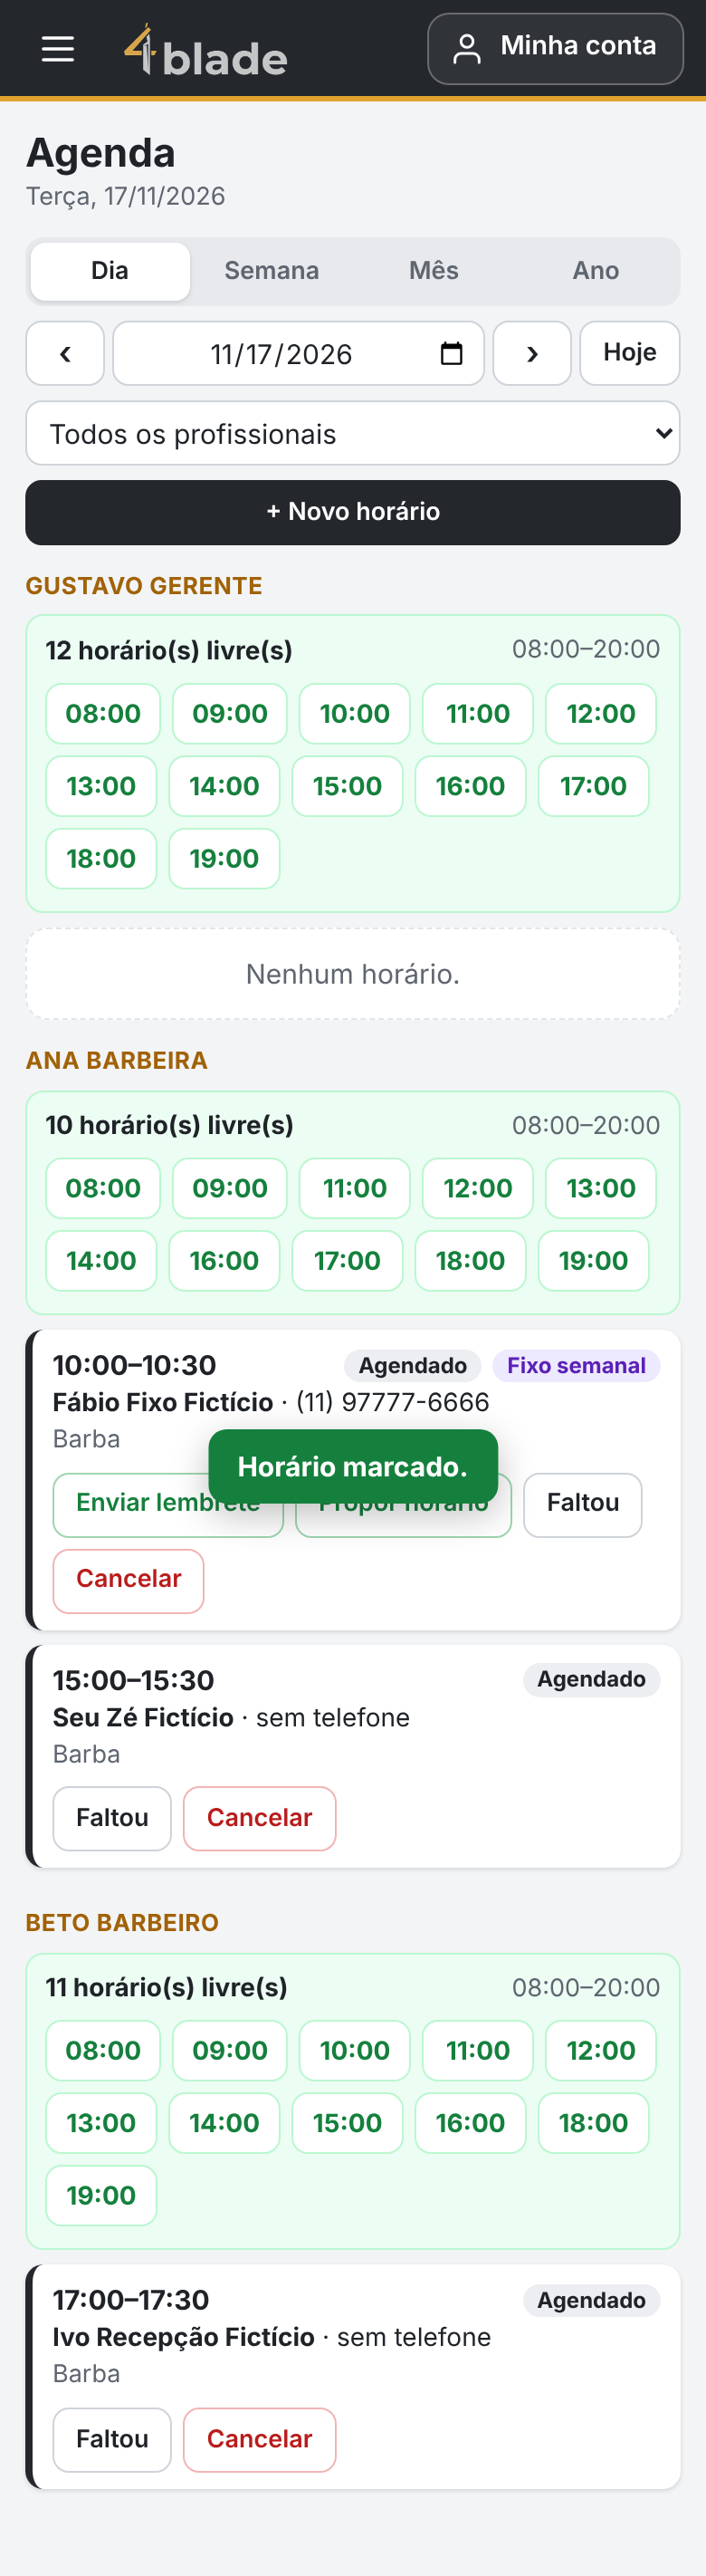 4blade
Minha conta
Agenda
Terça, 17/11/2026
Dia Semana Mês Ano
‹ 11/17/2026 › Hoje
Todos os profissionais
+ Novo horário
GUSTAVO GERENTE
12 horário(s) livre(s) 08:00–20:00
08:00 09:00 10:00 11:00 12:00
13:00 14:00 15:00 16:00 17:00
18:00 19:00
Nenhum horário.
ANA BARBEIRA
10 horário(s) livre(s) 08:00–20:00
08:00 09:00 11:00 12:00 13:00
14:00 16:00 17:00 18:00 19:00
10:00–10:30 Agendado Fixo semanal
Fábio Fixo Fictício · (11) 97777-6666
Barba
Horário marcado.
Enviar lembrete Propor horário Faltou
Cancelar
15:00–15:30 Agendado
Seu Zé Fictício · sem telefone
Barba
Faltou Cancelar
BETO BARBEIRO
11 horário(s) livre(s) 08:00–20:00
08:00 09:00 10:00 11:00 12:00
13:00 14:00 15:00 16:00 18:00
19:00
17:00–17:30 Agendado
Ivo Recepção Fictício · sem telefone
Barba
Faltou Cancelar